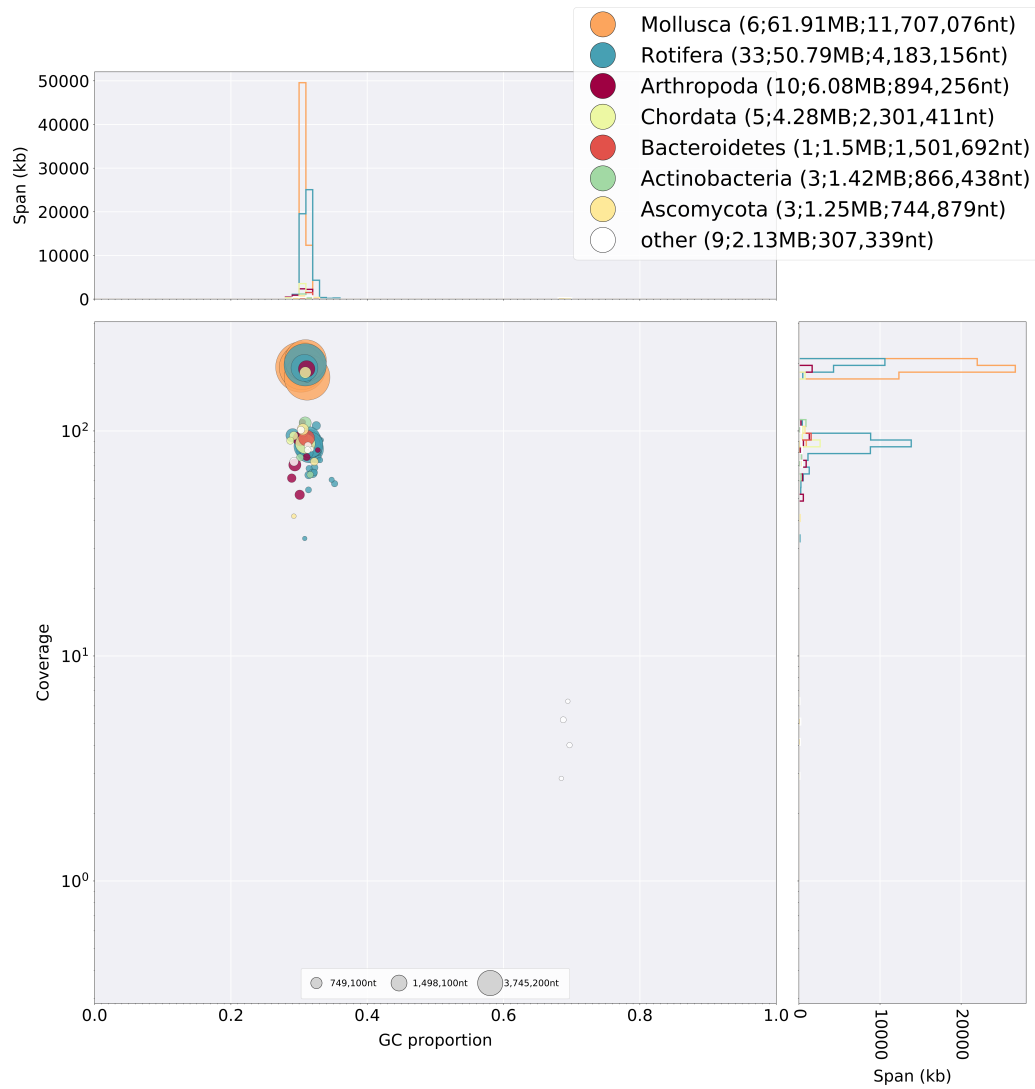 Mollusca (6;61.91MB;11,707,076nt)
Rotifera (33;50.79MB;4,183,156nt)
Arthropoda (10;6.08MB;894,256nt)
Chordata (5;4.28MB;2,301,411nt)
Bacteroidetes (1;1.5MB;1,501,692nt)
Actinobacteria (3;1.42MB;866,438nt)
Ascomycota (3;1.25MB;744,879nt)
other (9;2.13MB;307,339nt)
Span (kb)
50000
40000
30000
20000
10000
0
Coverage
10²
10¹
10⁰
749,100nt 1,498,100nt 3,745,200nt
0.0 0.2 0.4 0.6 0.8 1.0
GC proportion
0 10000 20000
Span (kb)